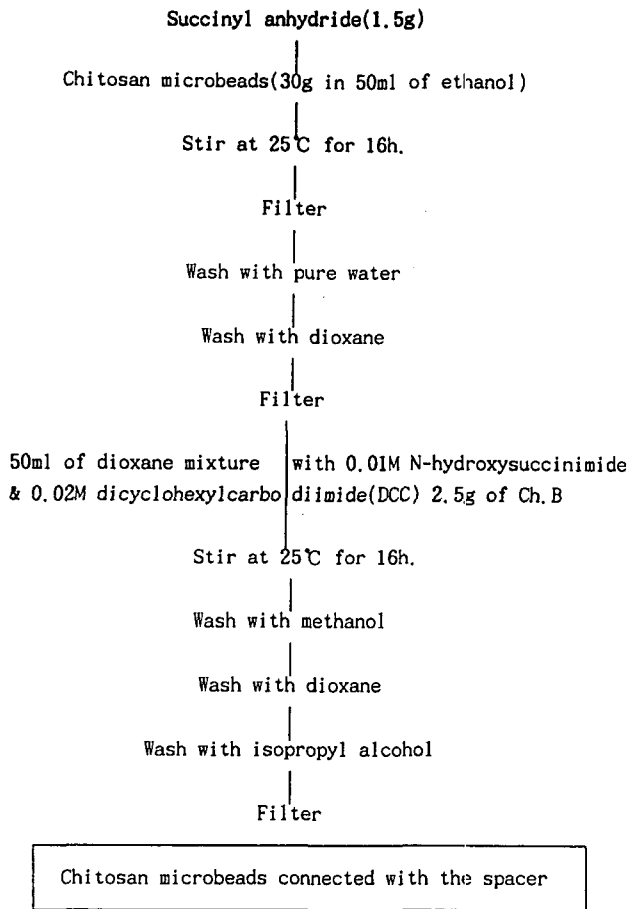 Succinyl anhydride(1.5g)
Chitosan microbeads(30g in 50ml of ethanol)
Stir at 25℃ for 16h.
Filter
Wash with pure water
Wash with dioxane
Filter
50ml of dioxane mixture with 0.01M N-hydroxysuccinimide
& 0.02M dicyclohexylcarbodiimide(DCC) 2.5g of Ch.B
Stir at 25℃ for 16h.
Wash with methanol
Wash with dioxane
Wash with isopropyl alcohol
Filter
Chitosan microbeads connected with the spacer